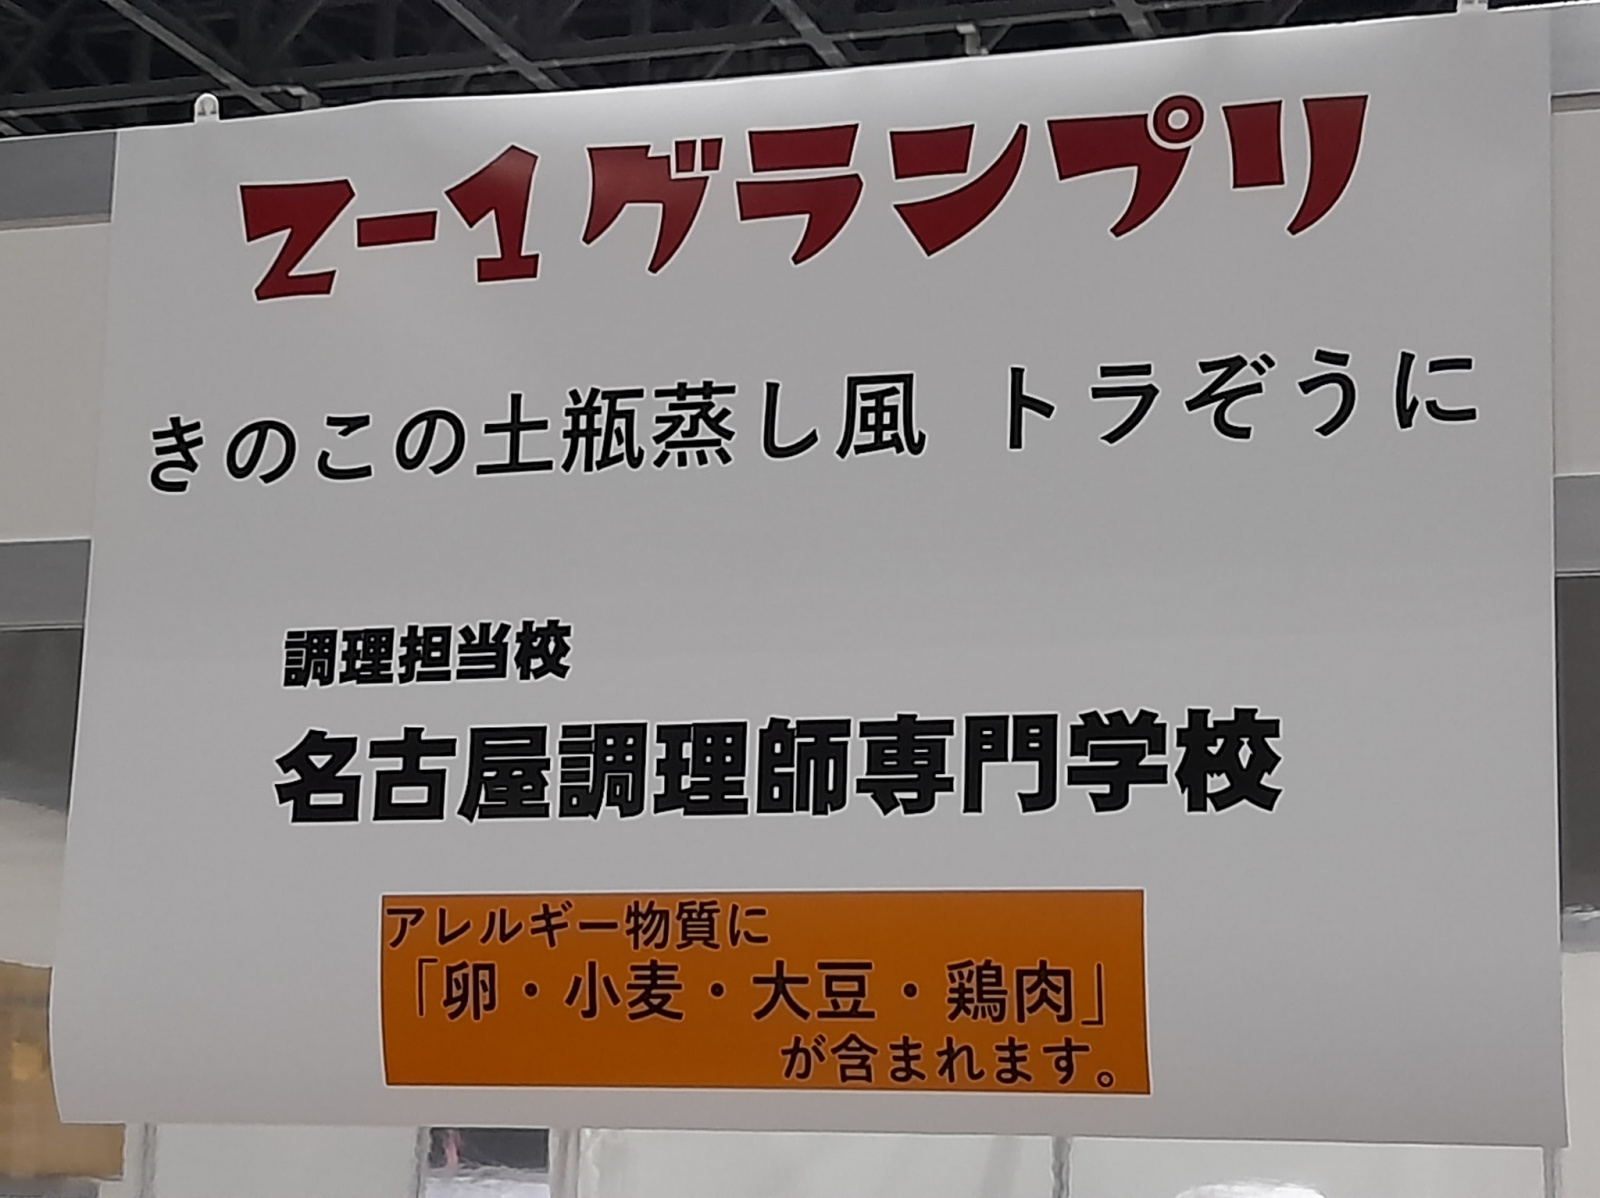 Z-1グランプリ
きのこの土瓶蒸し風 トラぞうに
調理担当校
名古屋調理師専門学校
アレルギー物質に
「卵・小麦・大豆・鶏肉」
が含まれます。